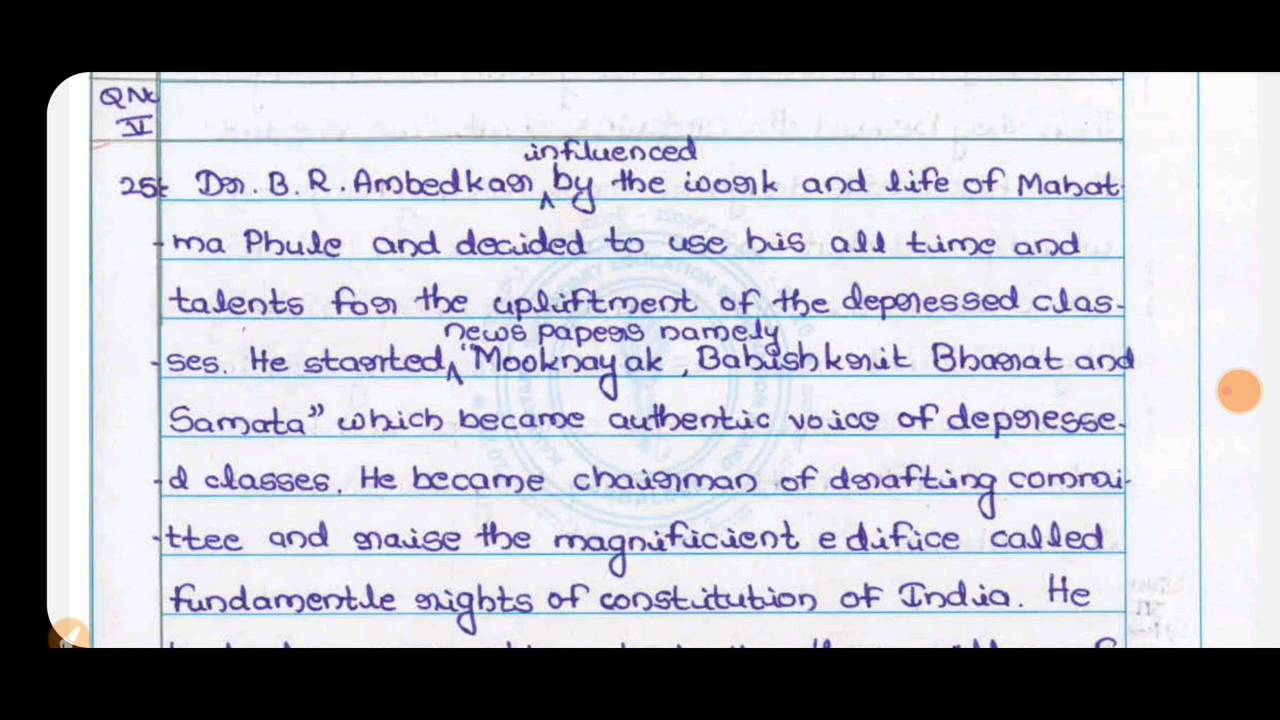 Q No
V
influenced
25. Dr. B. R. Ambedkar ^ by the work and life of Mahat-
-ma Phule and decided to use his all time and
talents for the upliftment of the depressed clas-
news papers namely
-ses. He started ^ "Mooknayak, Babishkrit Bharat and
Samata" which became authentic voice of depresse-
-d classes. He became chairman of drafting commi-
-ttee and raise the magnificient edifice called
fundamentle rights of constitution of India. He